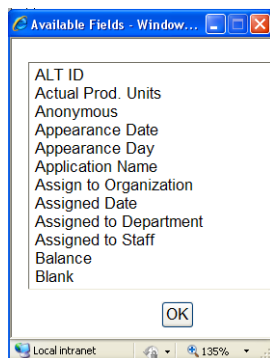 Available Fields - Window...
ALT ID
Actual Prod. Units
Anonymous
Appearance Date
Appearance Day
Application Name
Assign to Organization
Assigned Date
Assigned to Department
Assigned to Staff
Balance
Blank
OK
Local intranet
135%